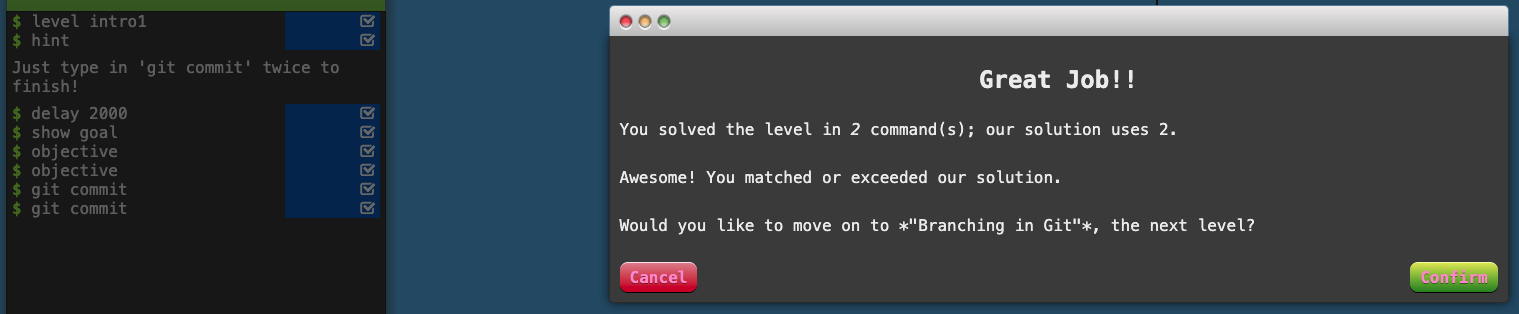 $ level intro1
$ hint
Just type in 'git commit' twice to
finish!
$ delay 2000
$ show goal
$ objective
$ objective
$ git commit
$ git commit
Great Job!!
You solved the level in 2 command(s); our solution uses 2.
Awesome! You matched or exceeded our solution.
Would you like to move on to *"Branching in Git"*, the next level?
Cancel
Confirm